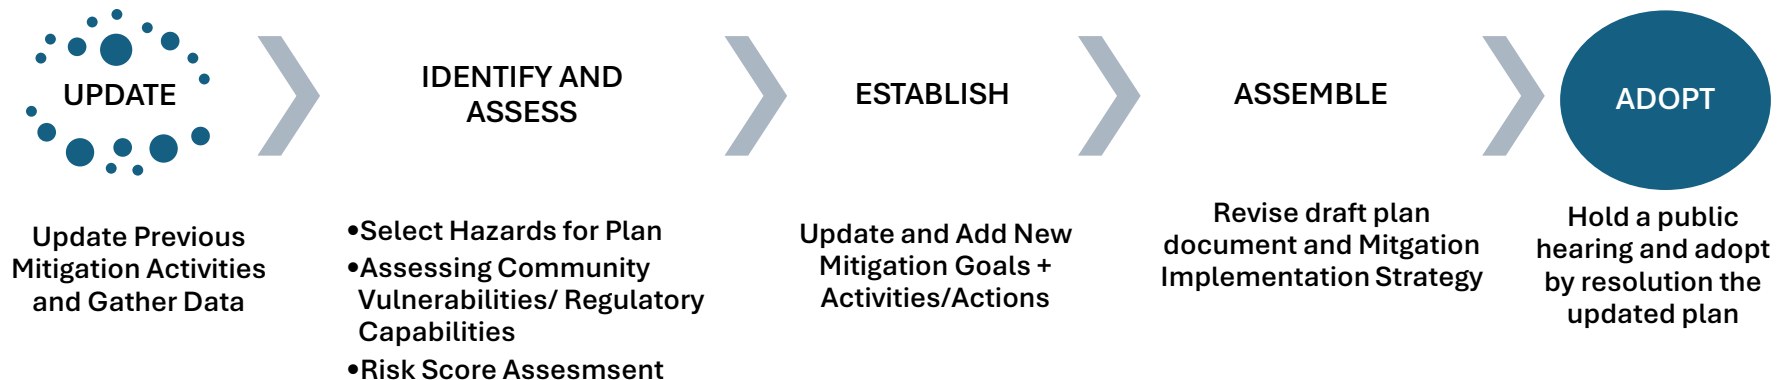 UPDATE
Update Previous
Mitigation Activities
and Gather Data
IDENTIFY AND
ASSESS
•Select Hazards for Plan
•Assessing Community
Vulnerabilities/ Regulatory
Capabilities
•Risk Score Assesmsent
ESTABLISH
Update and Add New
Mitigation Goals +
Activities/Actions
ASSEMBLE
Revise draft plan
document and Mitgation
Implementation Strategy
ADOPT
Hold a public
hearing and adopt
by resolution the
updated plan